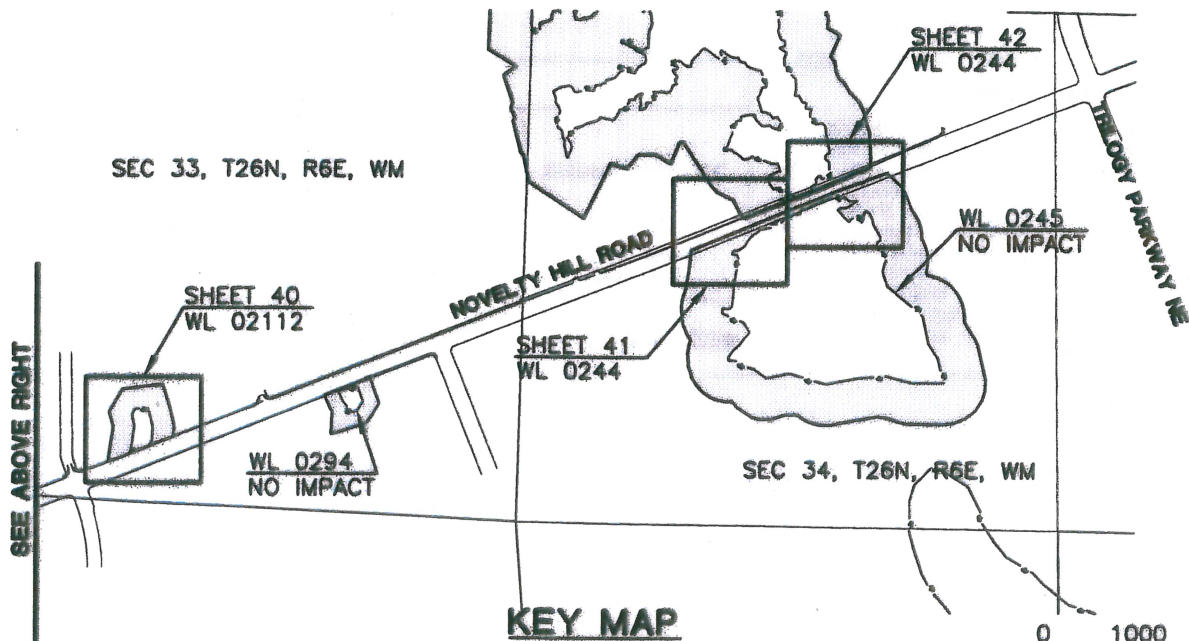 SHEET 42
WL 0244
SEC 33, T26N, R6E, WM
TRILOGY PARKWAY NE
WL 0245
NO IMPACT
NOVELTY HILL ROAD
SHEET 40
WL 02112
SHEET 41
WL 0244
SEE ABOVE RIGHT
WL 0294
NO IMPACT
SEC 34, T26N, R6E, WM
KEY MAP
0 1000